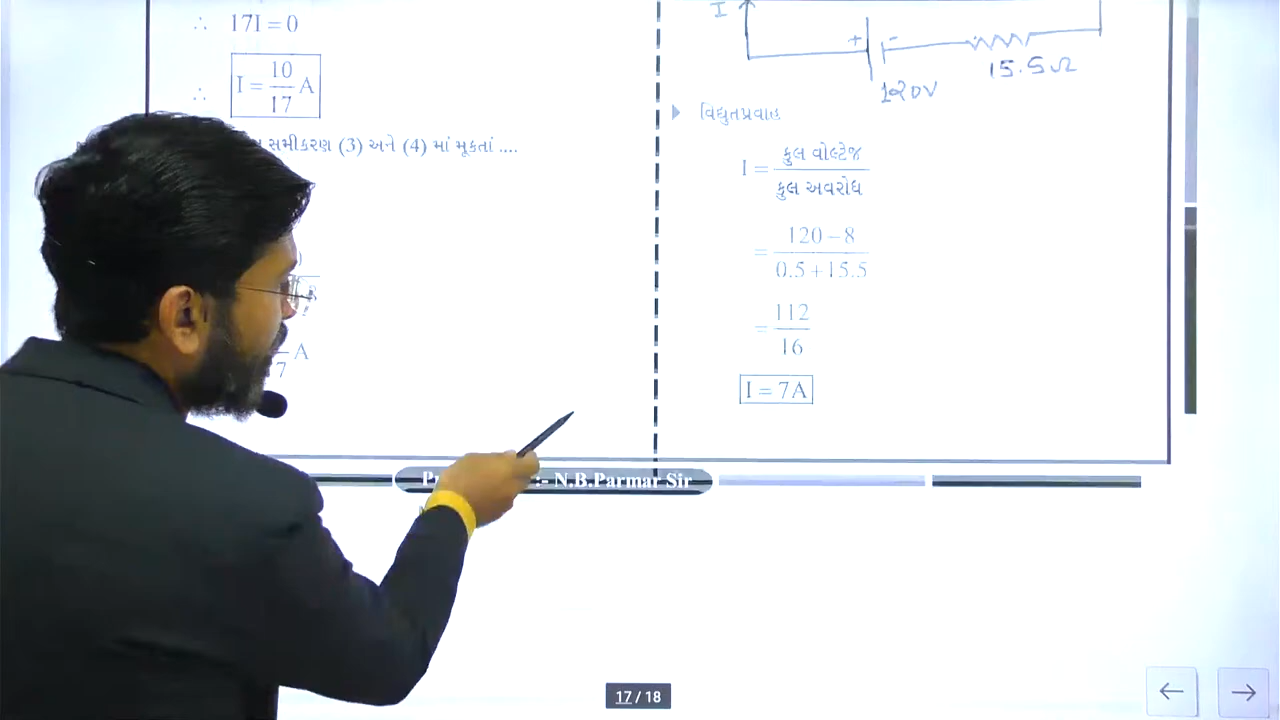 ∴ 17I = 0
∴ I = 10/17 A
સમીકરણ (3) અને (4) માં મૂકતાં ....
7 A
I
+ -
120V
15.5Ω
વિદ્યુતપ્રવાહ
I = કુલ વોલ્ટેજ / કુલ અવરોધ
= 120 – 8 / 0.5 + 15.5
= 112 / 16
I = 7A
:- N.B.Parmar Sir
17 / 18
← →